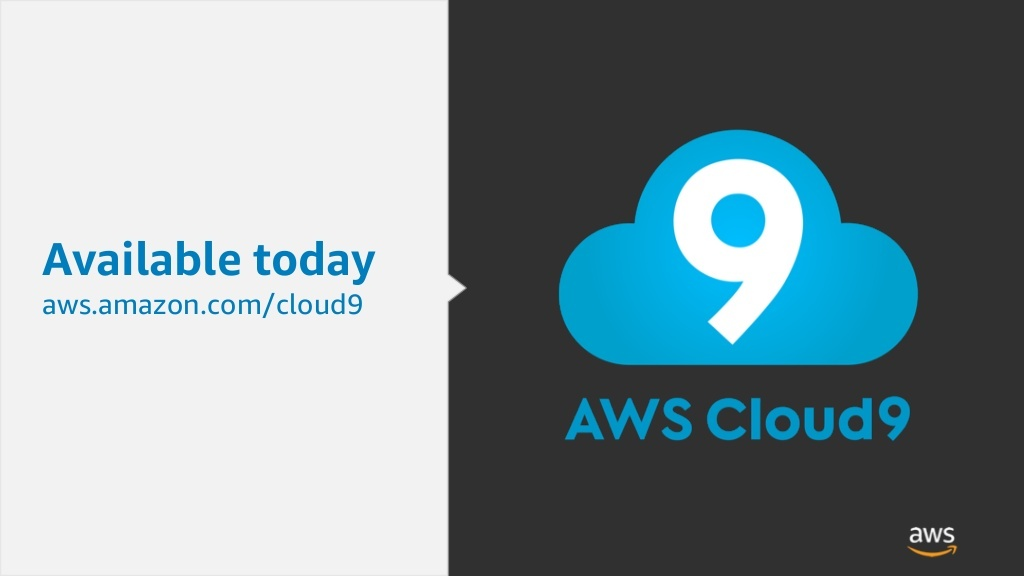 Available today
aws.amazon.com/cloud9
9
AWS Cloud9
aws